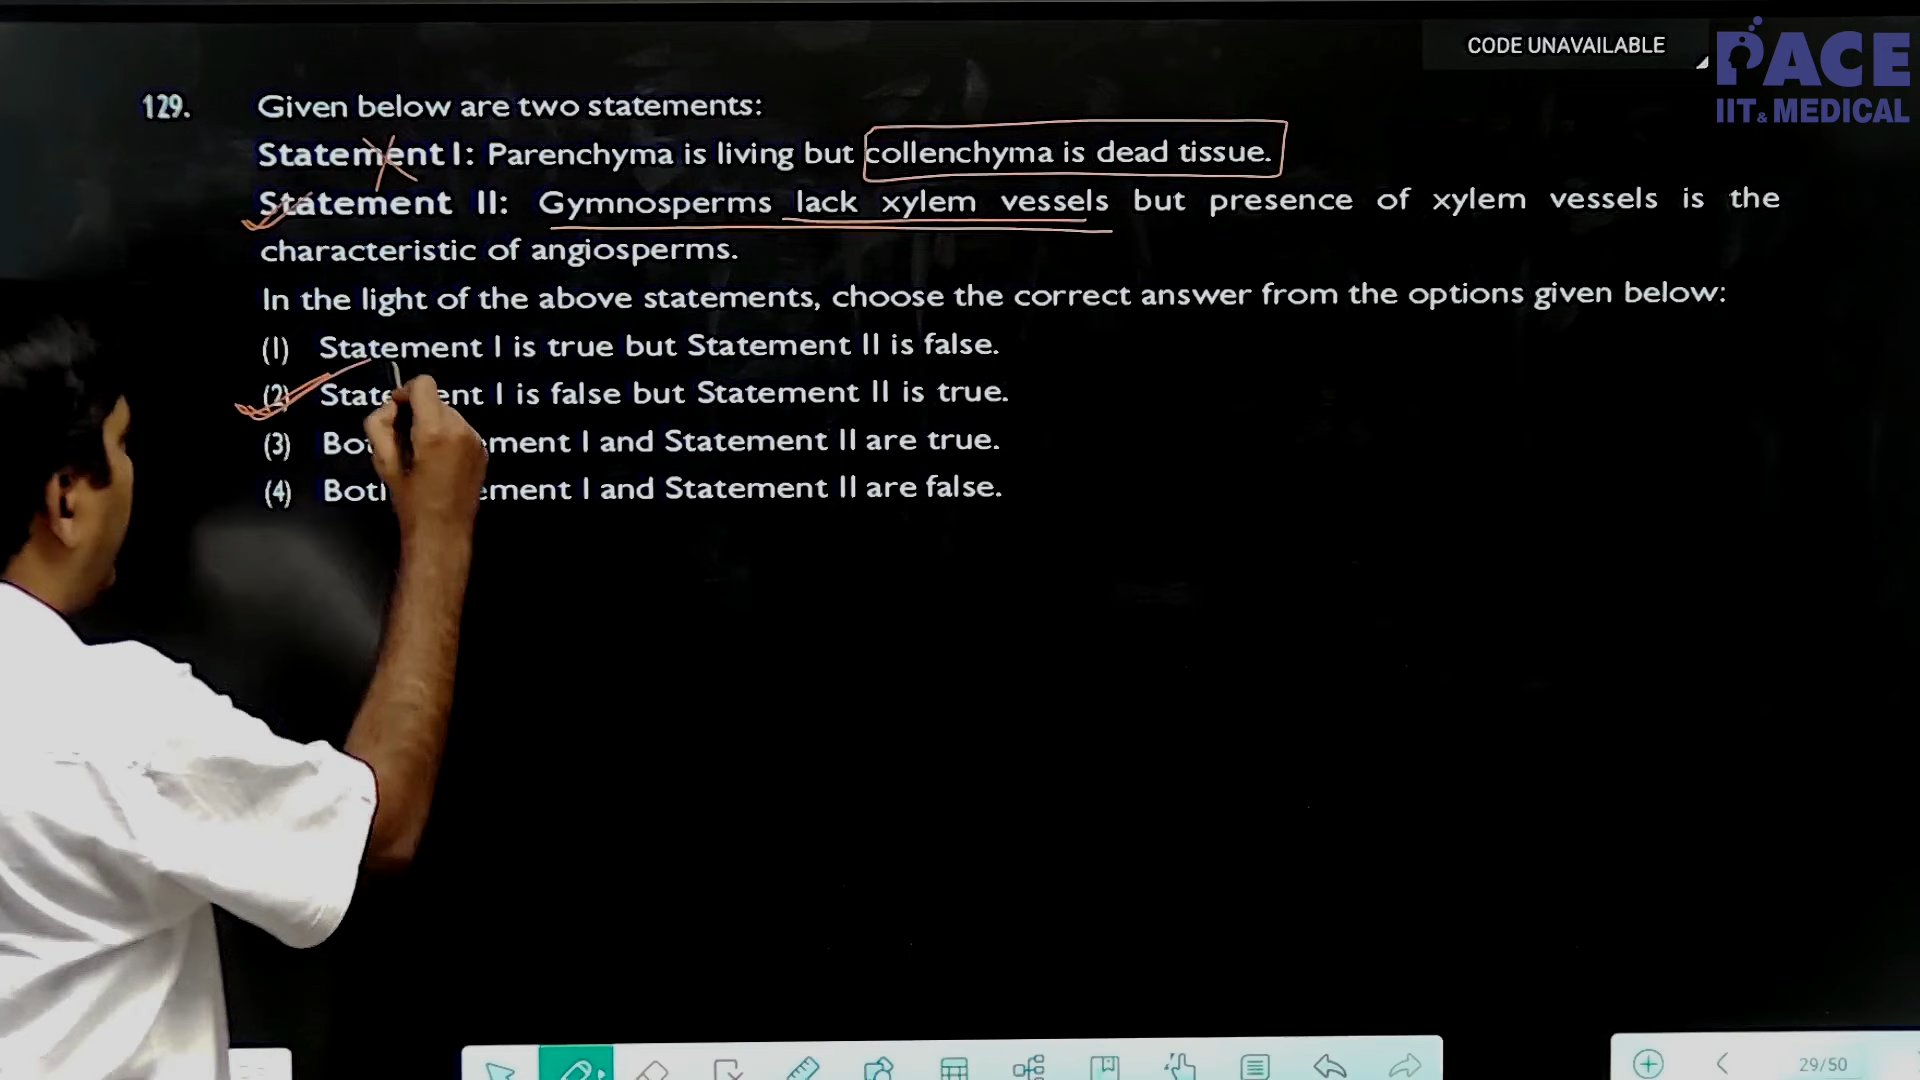 CODE UNAVAILABLE
PACE
IIT & MEDICAL
129. Given below are two statements:
Statement I: Parenchyma is living but collenchyma is dead tissue.
Statement II: Gymnosperms lack xylem vessels but presence of xylem vessels is the
characteristic of angiosperms.
In the light of the above statements, choose the correct answer from the options given below:
(1) Statement I is true but Statement II is false.
(2) State ent I is false but Statement II is true.
(3) Bo ment I and Statement II are true.
(4) Both ement I and Statement II are false.
29/50